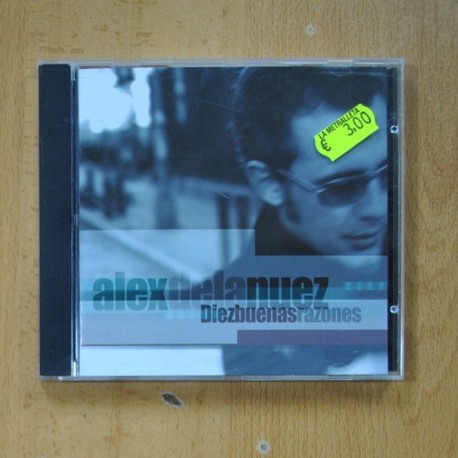 LA METRALLETA
€ 3,00
alexdelanuez
Diezbuenasrazones